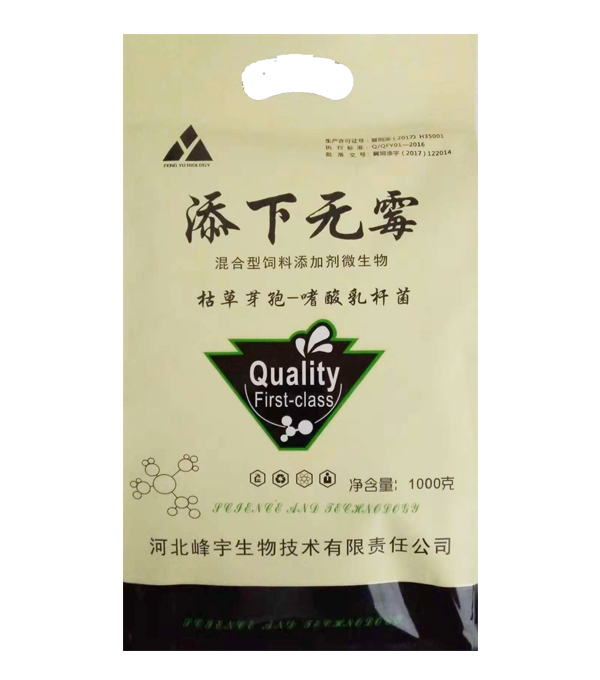 生产许可证号：冀饲添（2017）H35001
执行标准：Q/QFY01—2016
批准文号：冀饲添字（2017）122014
FENG YU BIOLOGY
添下无霉
混合型饲料添加剂微生物
枯草芽孢-嗜酸乳杆菌
Quality
First-class
净含量：1000克
SCIENCE AND TECHNOLOGY
河北峰宇生物技术有限责任公司
SCIENCE AND TECHNOLOGY